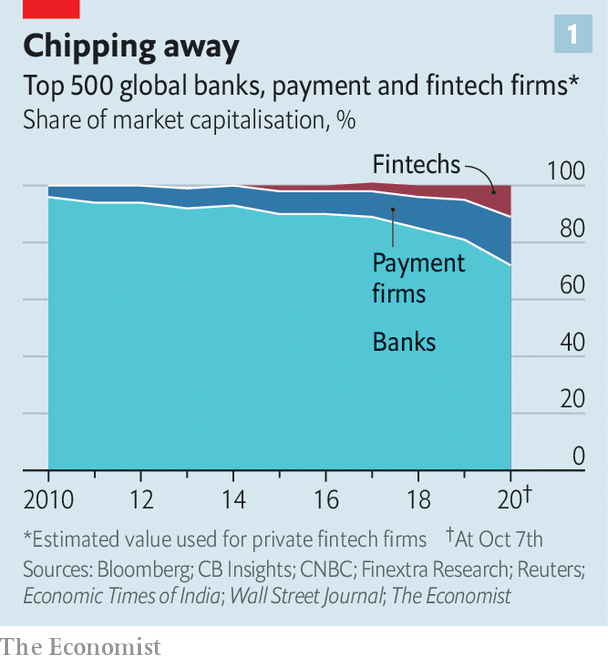 1
Chipping away
Top 500 global banks, payment and fintech firms*
Share of market capitalisation, %
Fintechs
100
80
Payment
firms
60
Banks
40
20
0
2010 12 14 16 18 20†
*Estimated value used for private fintech firms †At Oct 7th
Sources: Bloomberg; CB Insights; CNBC; Finextra Research; Reuters;
Economic Times of India; Wall Street Journal; The Economist
The Economist